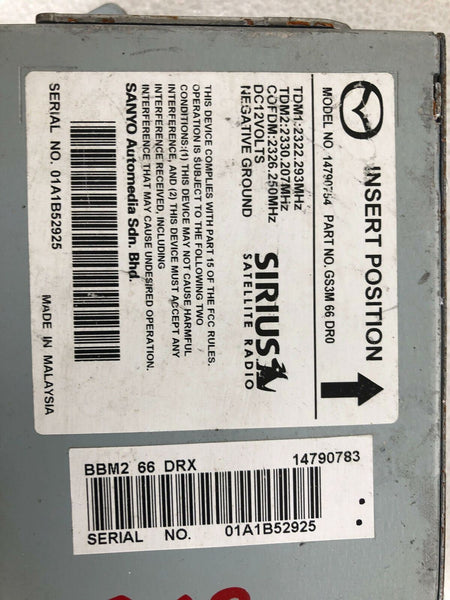 INSERT POSITION
MODEL NO. 14790754 PART NO. GS3M 66 DR0
TDM1:2322.293MHz
TDM2:2330.207MHz
COFDM:2326.250MHz
DC12VOLTS
NEGATIVE GROUND
SIRIUS
SATELLITE RADIO
THIS DEVICE COMPLIES WITH PART 15 OF THE FCC RULES.
OPERATION IS SUBJECT TO THE FOLLOWING TWO
CONDITIONS:(1) THIS DEVICE MAY NOT CAUSE HARMFUL
INTERFERENCE, AND (2) THIS DEVICE MUST ACCEPT ANY
INTERFERENCE RECEIVED, INCLUDING
INTERFERENCE THAT MAY CAUSE UNDESIRED OPERATION.
SANYO Automedia Sdn. Bhd.
SERIAL NO. 01A1B52925
MADE IN MALAYSIA
BBM2 66 DRX 14790783
SERIAL NO. 01A1B52925